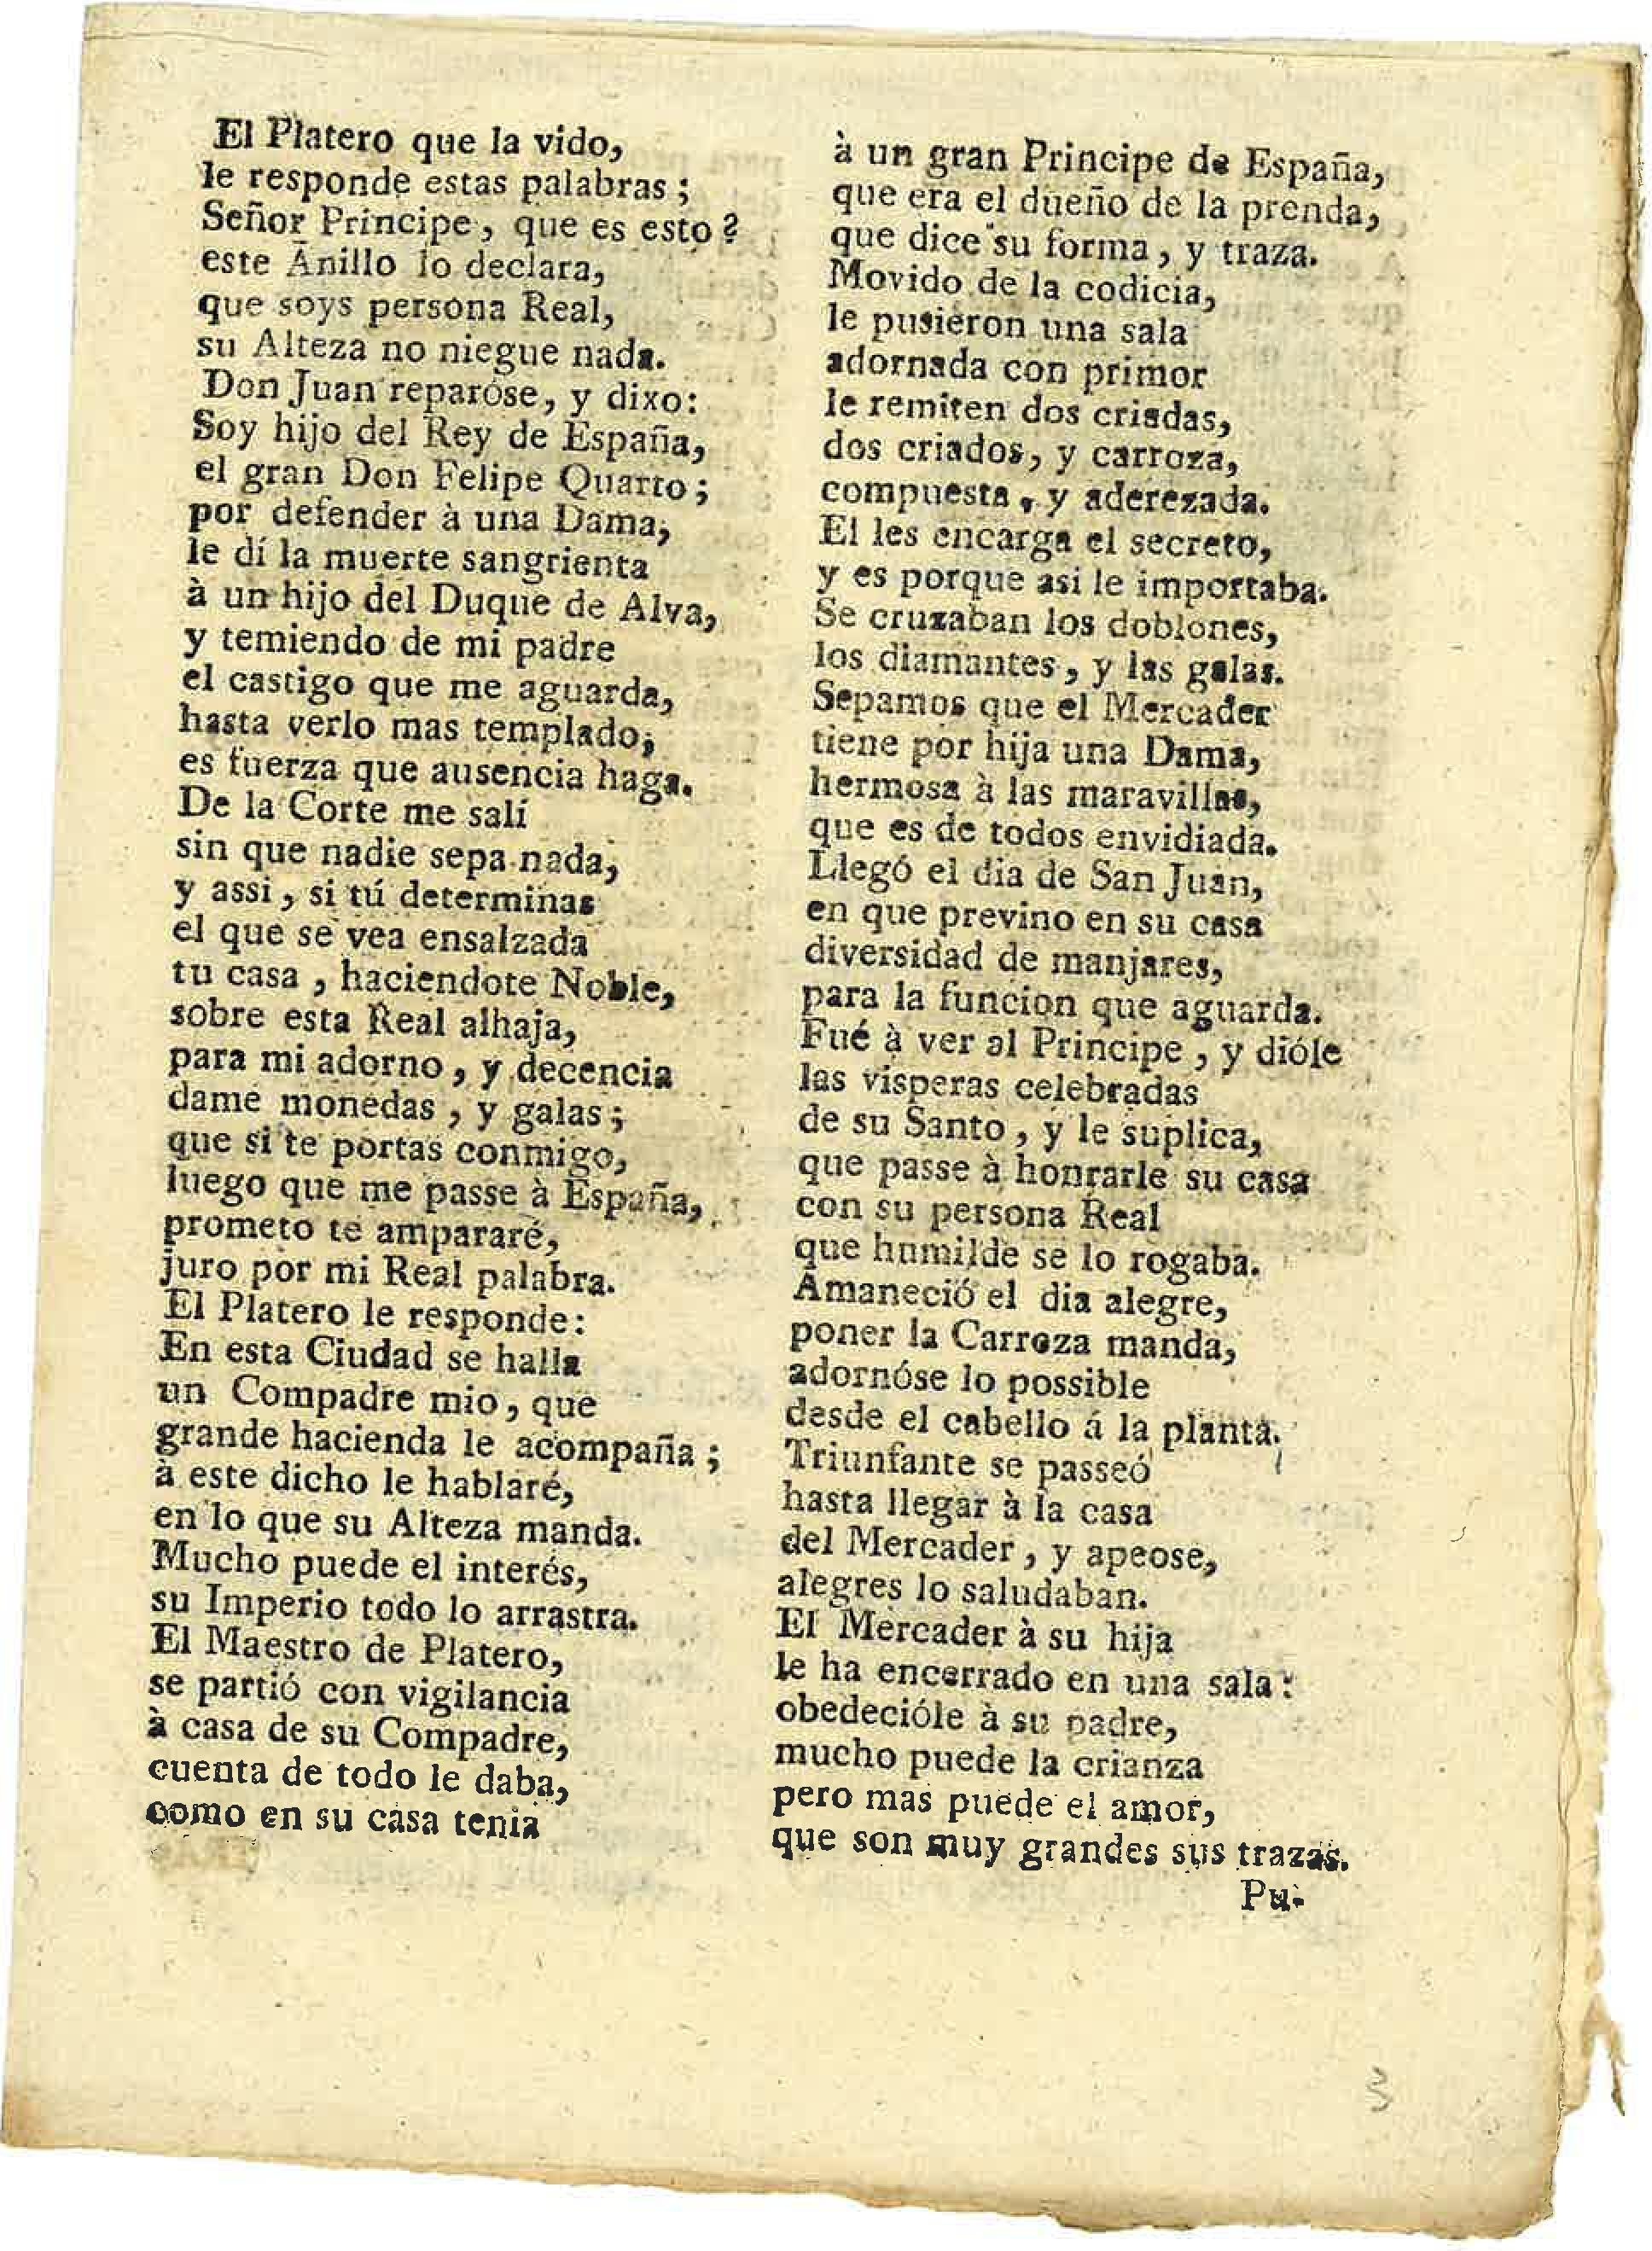 El Platero que la vido,
le responde estas palabras;
Señor Príncipe, que es esto?
este Anillo lo declara,
que soys persona Real,
su Alteza no niegue nada.
Don Juan reparóse, y dixo:
Soy hijo del Rey de España,
el gran Don Felipe Quarto;
por defender à una Dama,
le dí la muerte sangrienta
à un hijo del Duque de Alva,
y temiendo de mi padre
el castigo que me aguarda,
hasta verlo mas templado,
es fuerza que ausencia haga.
De la Corte me salí
sin que nadie sepa nada,
y assi, si tú determinas
el que se vea ensalzada
tu casa, haciendote Noble,
sobre esta Real alhaja,
para mi adorno, y decencia
dame monedas, y galas;
que si te portas conmigo,
luego que me passe à España,
prometo te ampararé,
juro por mi Real palabra.
El Platero le responde:
En esta Ciudad se halla
un Compadre mio, que
grande hacienda le acompaña;
à este dicho le hablaré,
en lo que su Alteza manda.
Mucho puede el interés,
su Imperio todo lo arrastra.
El Maestro de Platero,
se partió con vigilancia
à casa de su Compadre,
cuenta de todo le daba,
como en su casa tenia
à un gran Principe de España,
que era el dueño de la prenda,
que dice su forma, y traza.
Movido de la codicia,
le pusieron una sala
adornada con primor
le remiten dos criadas,
dos criados, y carroza,
compuesta, y aderezada.
El les encarga el secreto,
y es porque asi le importaba.
Se cruzaban los doblones,
los diamantes, y las galas.
Sepamos que el Mercader
tiene por hija una Dama,
hermosa à las maravillas,
que es de todos envidiada.
Llegó el dia de San Juan,
en que previno en su casa
diversidad de manjares,
para la funcion que aguarda.
Fué à ver al Principe, y dióle
las visperas celebradas
de su Santo, y le suplica,
que passe à honrarle su casa
con su persona Real
que humilde se lo rogaba.
Amaneció el dia alegre,
poner la Carroza manda,
adornóse lo possible
desde el cabello á la planta.
Triunfante se passeó
hasta llegar à la casa
del Mercader, y apeose,
alegres lo saludaban.
El Mercader à su hija
le ha encerrado en una sala:
obedecióle à su padre,
mucho puede la crianza
pero mas puede el amor,
que son muy grandes sus trazas.
Pu-
3